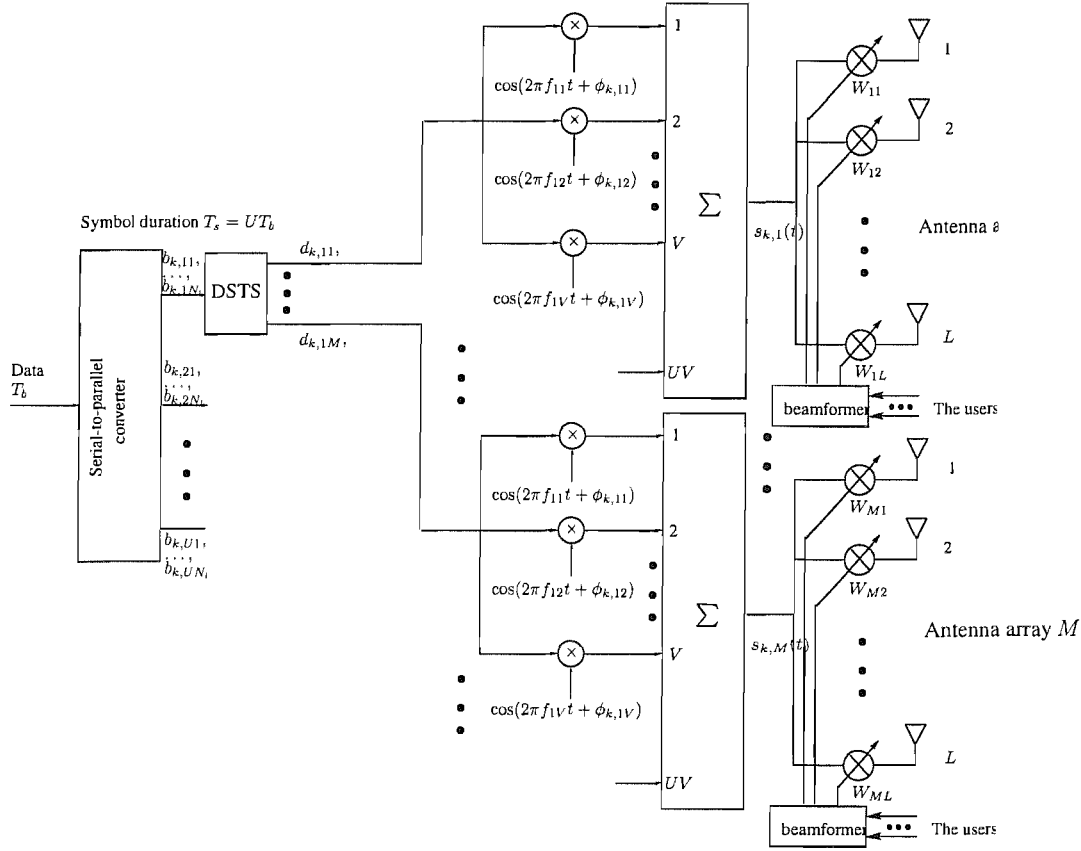 Symbol duration T_s = UT_b
Data
T_b
Serial-to-parallel
converter
b_{k,11},
. . . ,
b_{k,1N_t}
DSTS
d_{k,11},
d_{k,1M},
b_{k,21},
. . . ,
b_{k,2N_t}
b_{k,U1},
. . . ,
b_{k,UN_t}
×
cos(2πf_{11}t + φ_{k,11})
×
cos(2πf_{12}t + φ_{k,12})
×
cos(2πf_{1V}t + φ_{k,1V})
1
2
V
UV
Σ
s_{k,1}(t)
W_{11}
1
W_{12}
2
Antenna a
W_{1L}
L
beamformer
The users
×
cos(2πf_{11}t + φ_{k,11})
×
cos(2πf_{12}t + φ_{k,12})
×
cos(2πf_{1V}t + φ_{k,1V})
1
2
V
UV
Σ
s_{k,M}(t)
W_{M1}
1
W_{M2}
2
Antenna array M
W_{ML}
L
beamformer
The users